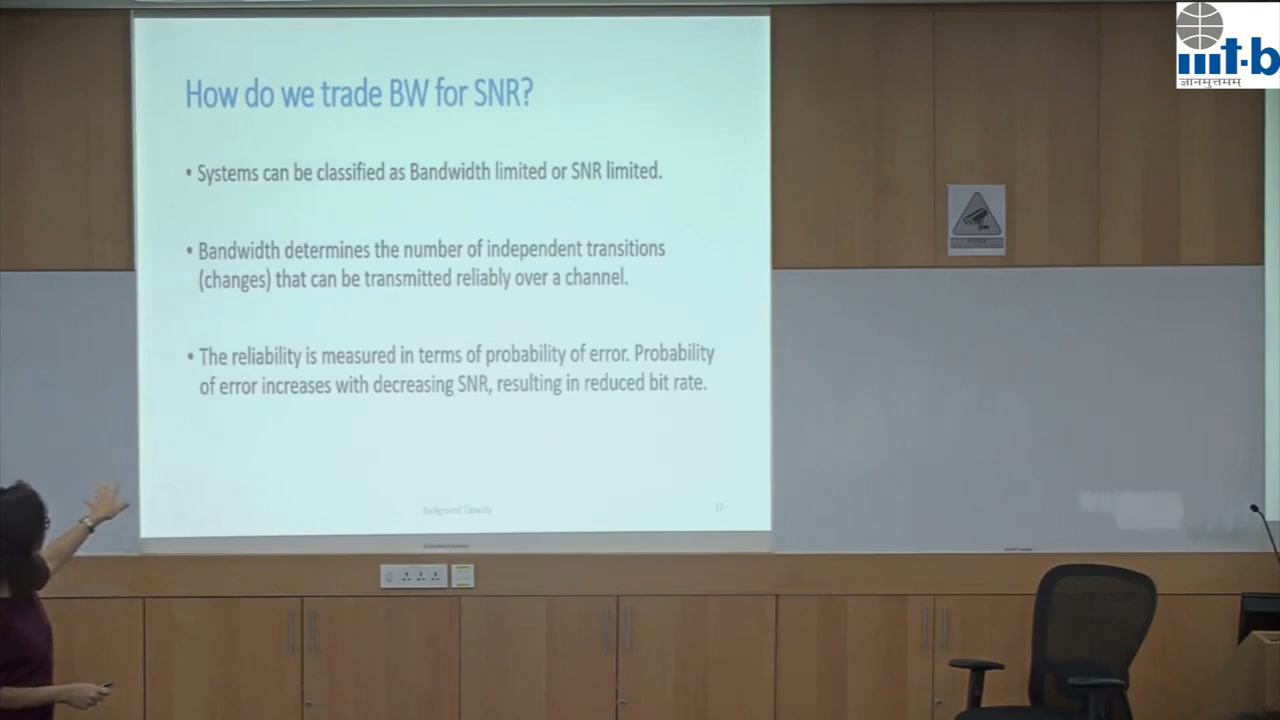 How do we trade BW for SNR?
• Systems can be classified as Bandwidth limited or SNR limited.
• Bandwidth determines the number of independent transitions
(changes) that can be transmitted reliably over a channel.
• The reliability is measured in terms of probability of error. Probability
of error increases with decreasing SNR, resulting in reduced bit rate.
Background: Capacity
17
iiit-b
ज्ञानमुत्तमम्